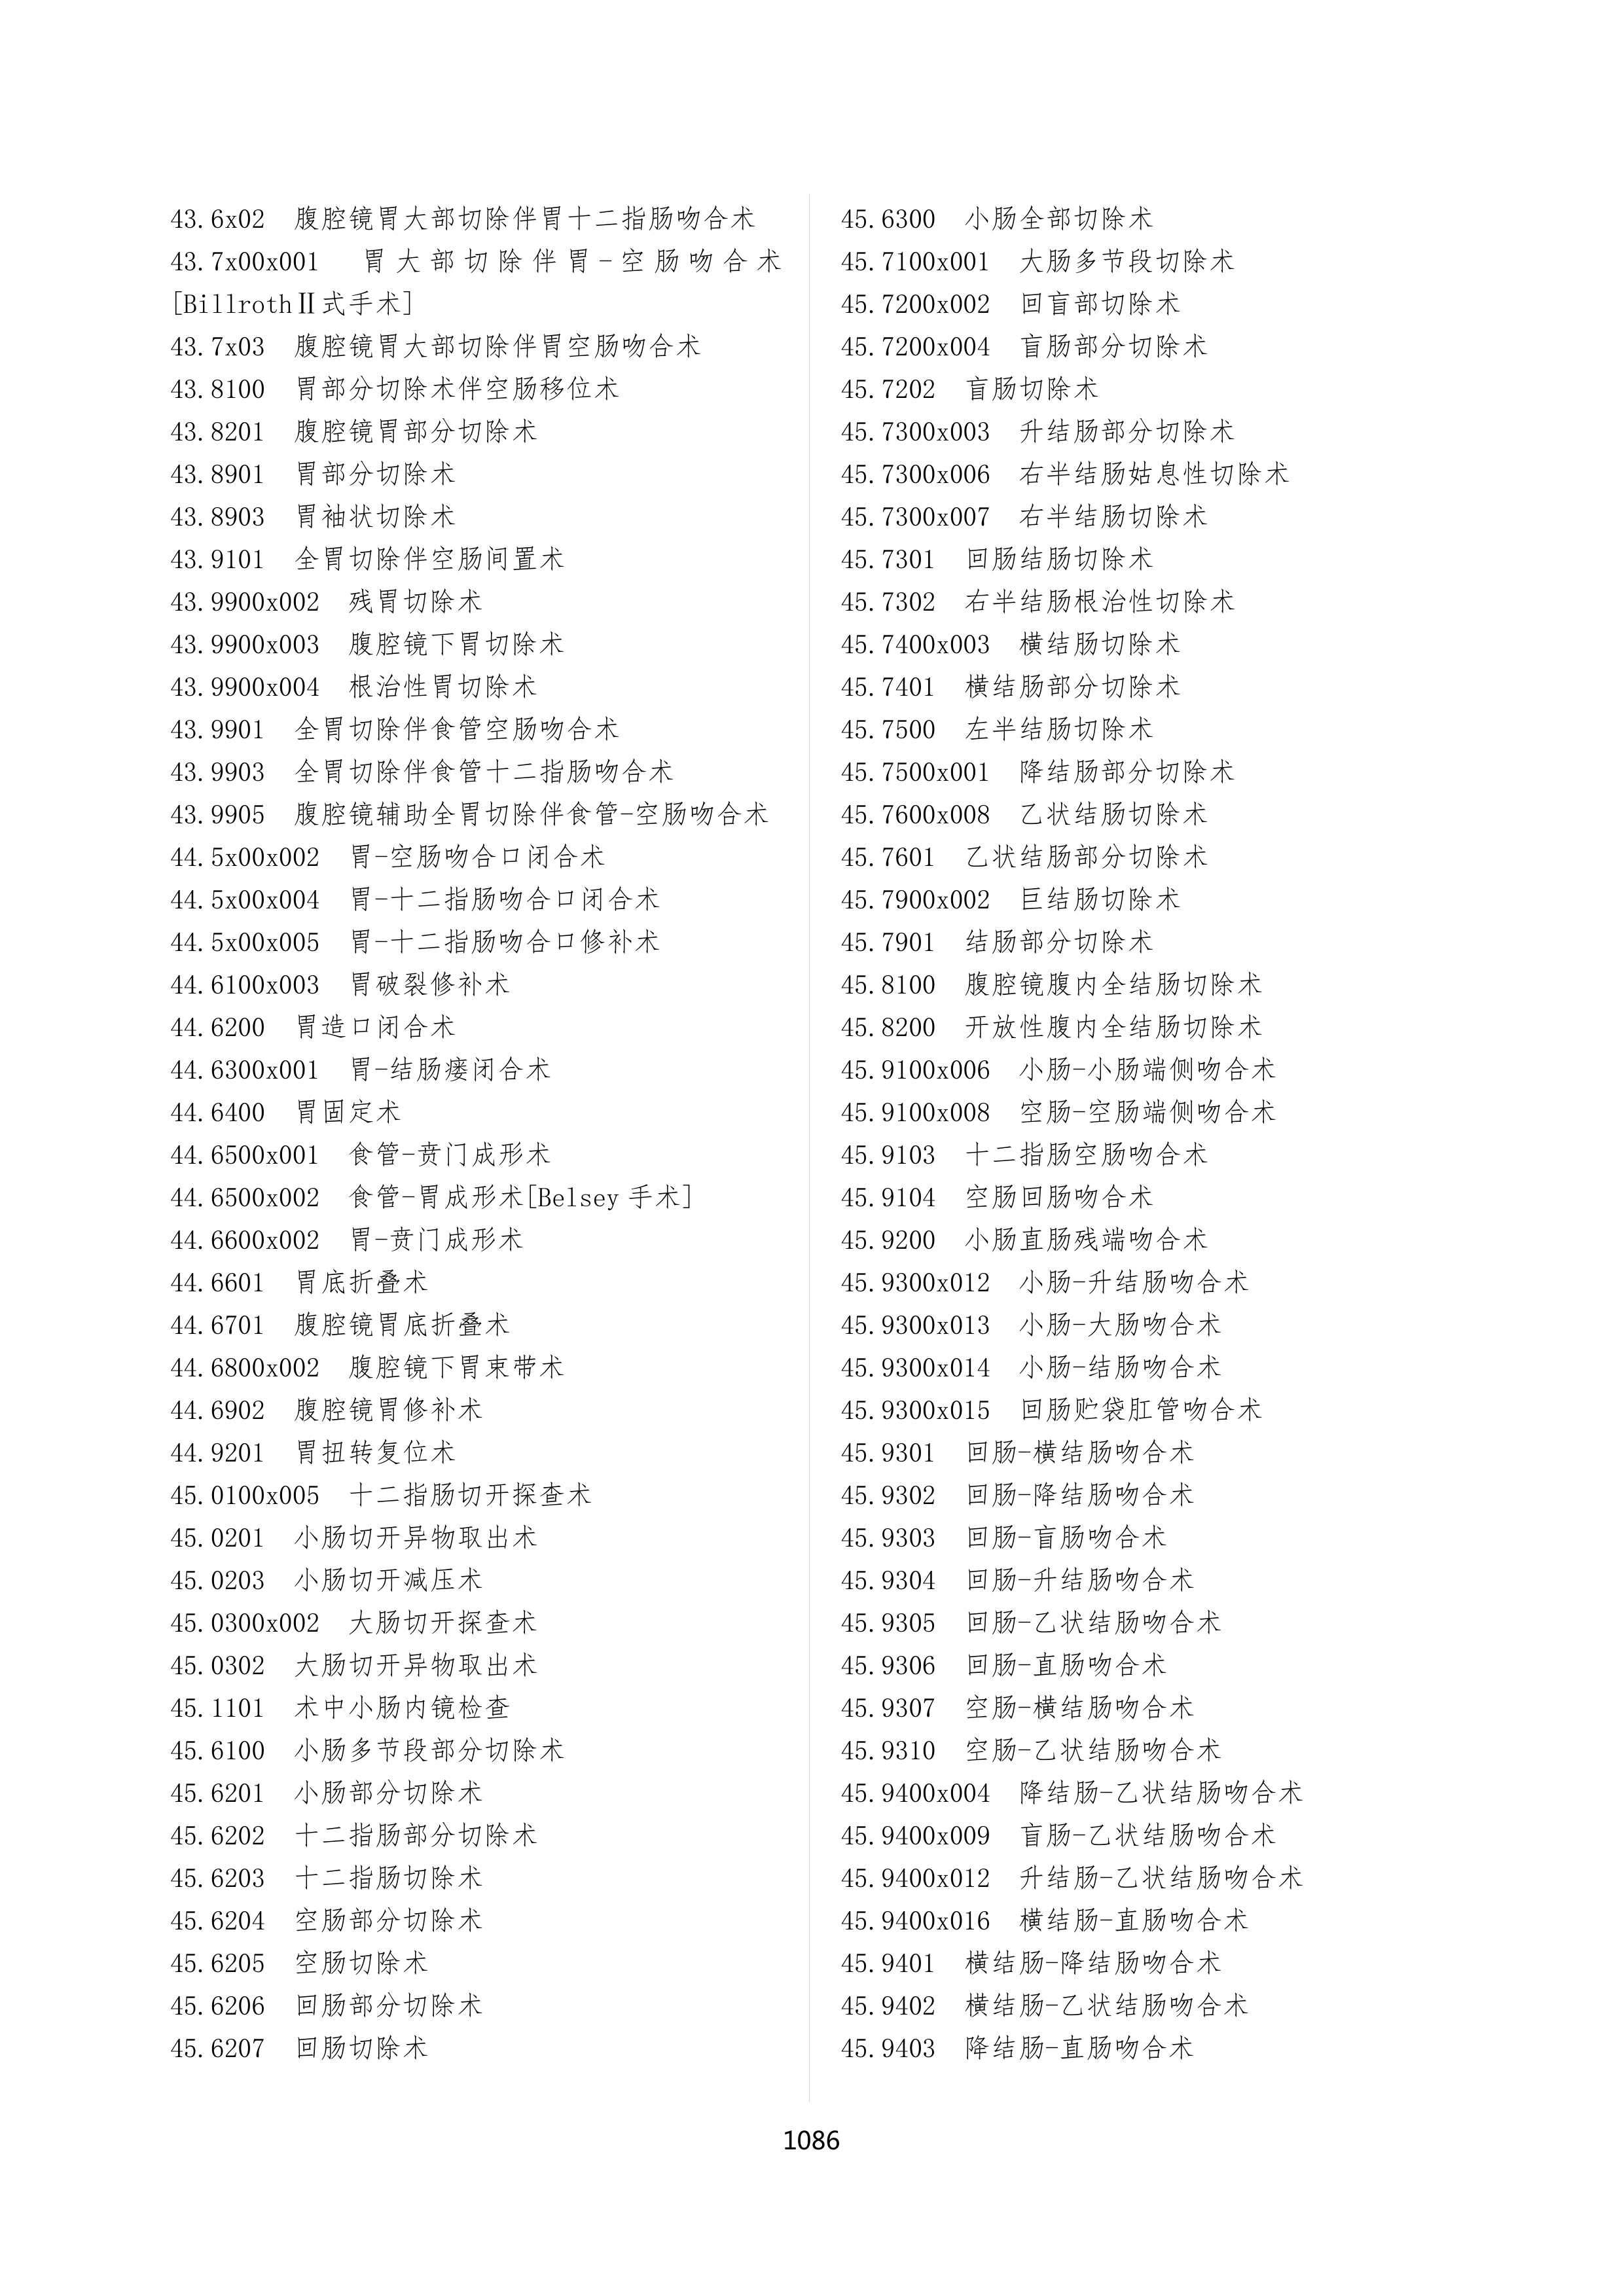 43.6x02 腹腔镜胃大部切除伴胃十二指肠吻合术
43.7x00x001 胃大部切除伴胃-空肠吻合术
[BillrothⅡ式手术]
43.7x03 腹腔镜胃大部切除伴胃空肠吻合术
43.8100 胃部分切除术伴空肠移位术
43.8201 腹腔镜胃部分切除术
43.8901 胃部分切除术
43.8903 胃袖状切除术
43.9101 全胃切除伴空肠间置术
43.9900x002 残胃切除术
43.9900x003 腹腔镜下胃切除术
43.9900x004 根治性胃切除术
43.9901 全胃切除伴食管空肠吻合术
43.9903 全胃切除伴食管十二指肠吻合术
43.9905 腹腔镜辅助全胃切除伴食管-空肠吻合术
44.5x00x002 胃-空肠吻合口闭合术
44.5x00x004 胃-十二指肠吻合口闭合术
44.5x00x005 胃-十二指肠吻合口修补术
44.6100x003 胃破裂修补术
44.6200 胃造口闭合术
44.6300x001 胃-结肠瘘闭合术
44.6400 胃固定术
44.6500x001 食管-贲门成形术
44.6500x002 食管-胃成形术[Belsey 手术]
44.6600x002 胃-贲门成形术
44.6601 胃底折叠术
44.6701 腹腔镜胃底折叠术
44.6800x002 腹腔镜下胃束带术
44.6902 腹腔镜胃修补术
44.9201 胃扭转复位术
45.0100x005 十二指肠切开探查术
45.0201 小肠切开异物取出术
45.0203 小肠切开减压术
45.0300x002 大肠切开探查术
45.0302 大肠切开异物取出术
45.1101 术中小肠内镜检查
45.6100 小肠多节段部分切除术
45.6201 小肠部分切除术
45.6202 十二指肠部分切除术
45.6203 十二指肠切除术
45.6204 空肠部分切除术
45.6205 空肠切除术
45.6206 回肠部分切除术
45.6207 回肠切除术
45.6300 小肠全部切除术
45.7100x001 大肠多节段切除术
45.7200x002 回盲部切除术
45.7200x004 盲肠部分切除术
45.7202 盲肠切除术
45.7300x003 升结肠部分切除术
45.7300x006 右半结肠姑息性切除术
45.7300x007 右半结肠切除术
45.7301 回肠结肠切除术
45.7302 右半结肠根治性切除术
45.7400x003 横结肠切除术
45.7401 横结肠部分切除术
45.7500 左半结肠切除术
45.7500x001 降结肠部分切除术
45.7600x008 乙状结肠切除术
45.7601 乙状结肠部分切除术
45.7900x002 巨结肠切除术
45.7901 结肠部分切除术
45.8100 腹腔镜腹内全结肠切除术
45.8200 开放性腹内全结肠切除术
45.9100x006 小肠-小肠端侧吻合术
45.9100x008 空肠-空肠端侧吻合术
45.9103 十二指肠空肠吻合术
45.9104 空肠回肠吻合术
45.9200 小肠直肠残端吻合术
45.9300x012 小肠-升结肠吻合术
45.9300x013 小肠-大肠吻合术
45.9300x014 小肠-结肠吻合术
45.9300x015 回肠贮袋肛管吻合术
45.9301 回肠-横结肠吻合术
45.9302 回肠-降结肠吻合术
45.9303 回肠-盲肠吻合术
45.9304 回肠-升结肠吻合术
45.9305 回肠-乙状结肠吻合术
45.9306 回肠-直肠吻合术
45.9307 空肠-横结肠吻合术
45.9310 空肠-乙状结肠吻合术
45.9400x004 降结肠-乙状结肠吻合术
45.9400x009 盲肠-乙状结肠吻合术
45.9400x012 升结肠-乙状结肠吻合术
45.9400x016 横结肠-直肠吻合术
45.9401 横结肠-降结肠吻合术
45.9402 横结肠-乙状结肠吻合术
45.9403 降结肠-直肠吻合术
1086